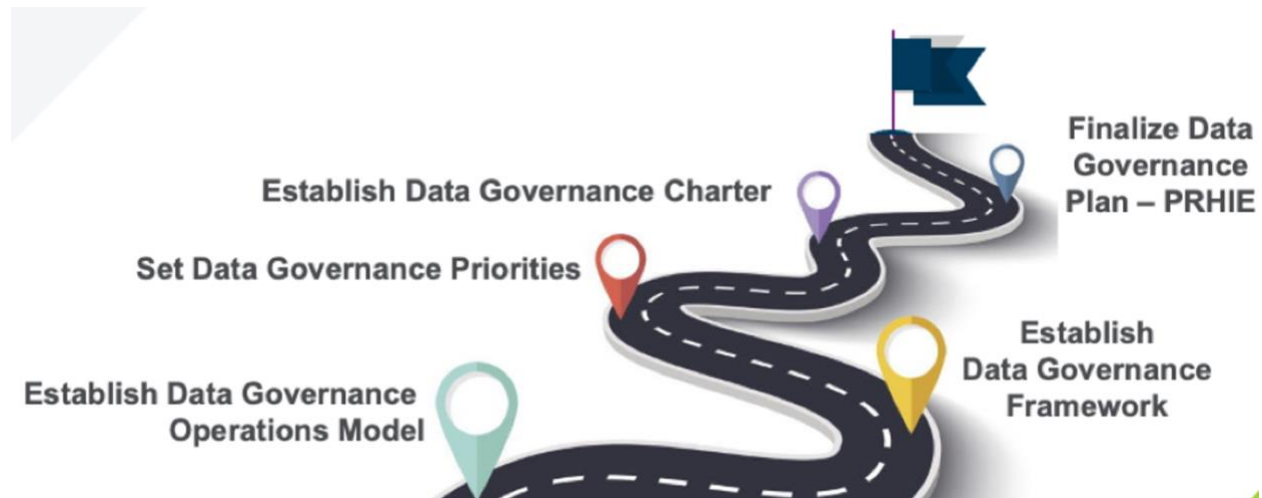 Finalize Data
Governance
Plan – PRHIE
Establish Data Governance Charter
Set Data Governance Priorities
Establish
Data Governance
Framework
Establish Data Governance
Operations Model